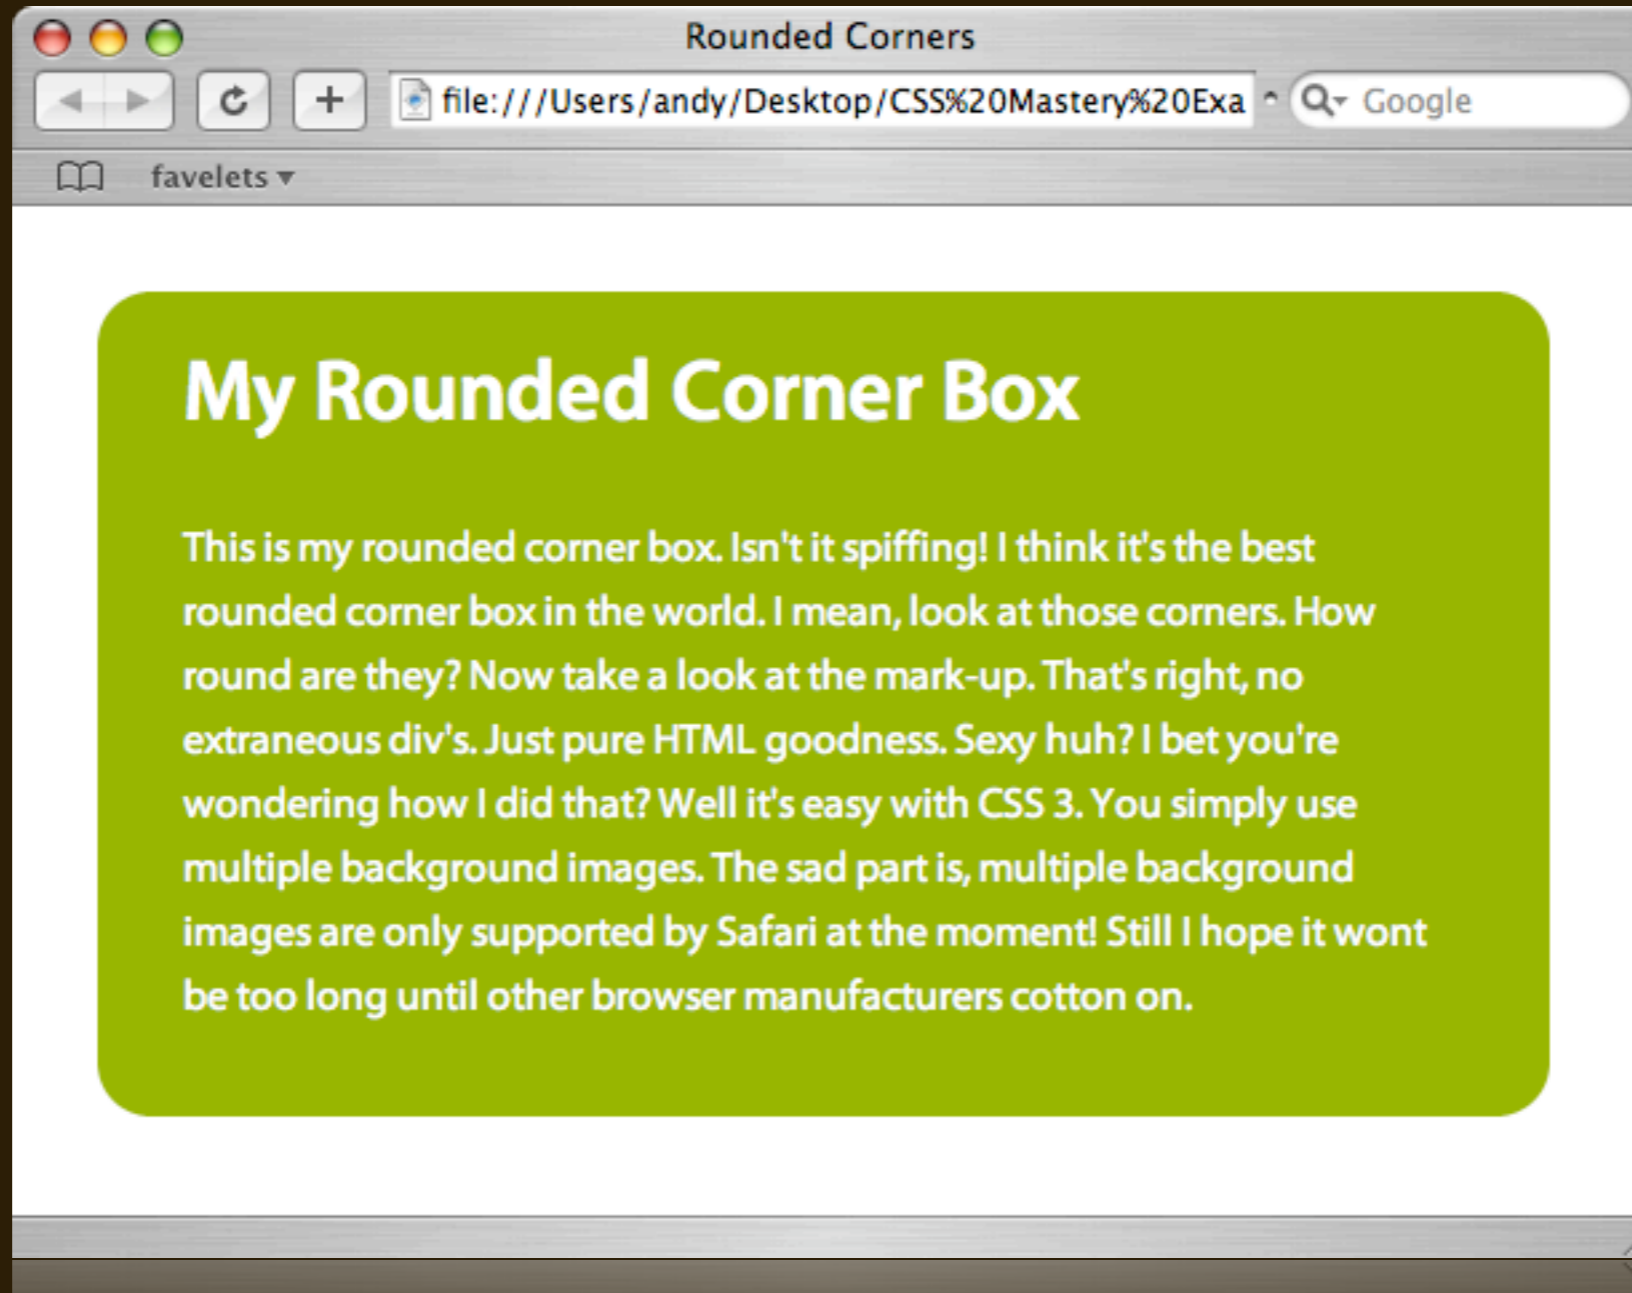 Rounded Corners
file:///Users/andy/Desktop/CSS%20Mastery%20Exa
Google
favelets
My Rounded Corner Box
This is my rounded corner box. Isn't it spiffing! I think it's the best
rounded corner box in the world. I mean, look at those corners. How
round are they? Now take a look at the mark-up. That's right, no
extraneous div's. Just pure HTML goodness. Sexy huh? I bet you're
wondering how I did that? Well it's easy with CSS 3. You simply use
multiple background images. The sad part is, multiple background
images are only supported by Safari at the moment! Still I hope it wont
be too long until other browser manufacturers cotton on.